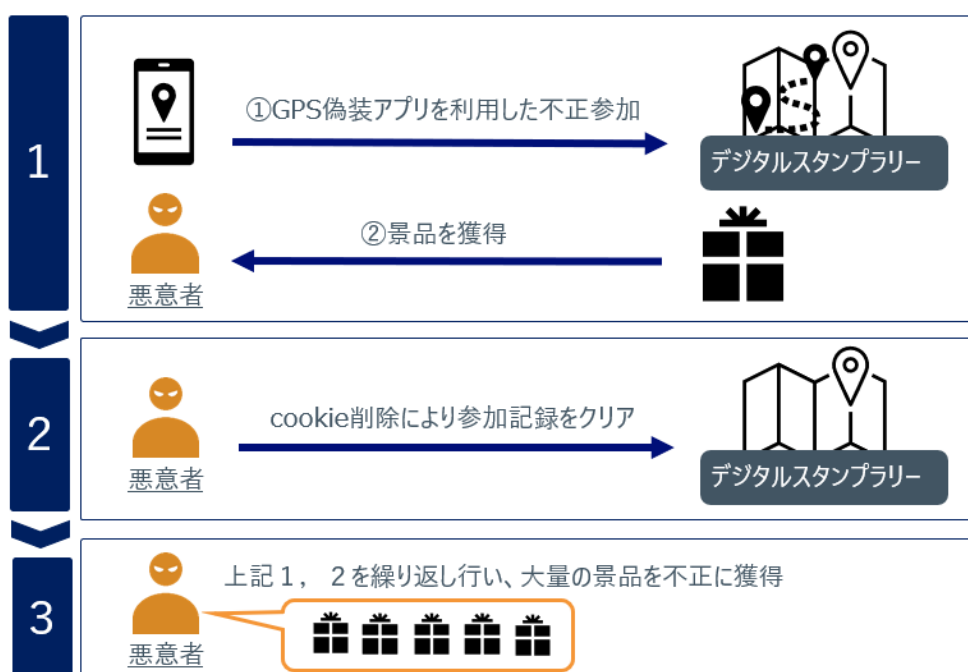 1
①GPS偽装アプリを利用した不正参加
デジタルスタンプラリー
②景品を獲得
悪意者
2
cookie削除により参加記録をクリア
悪意者
デジタルスタンプラリー
3
上記１，２を繰り返し行い、大量の景品を不正に獲得
悪意者